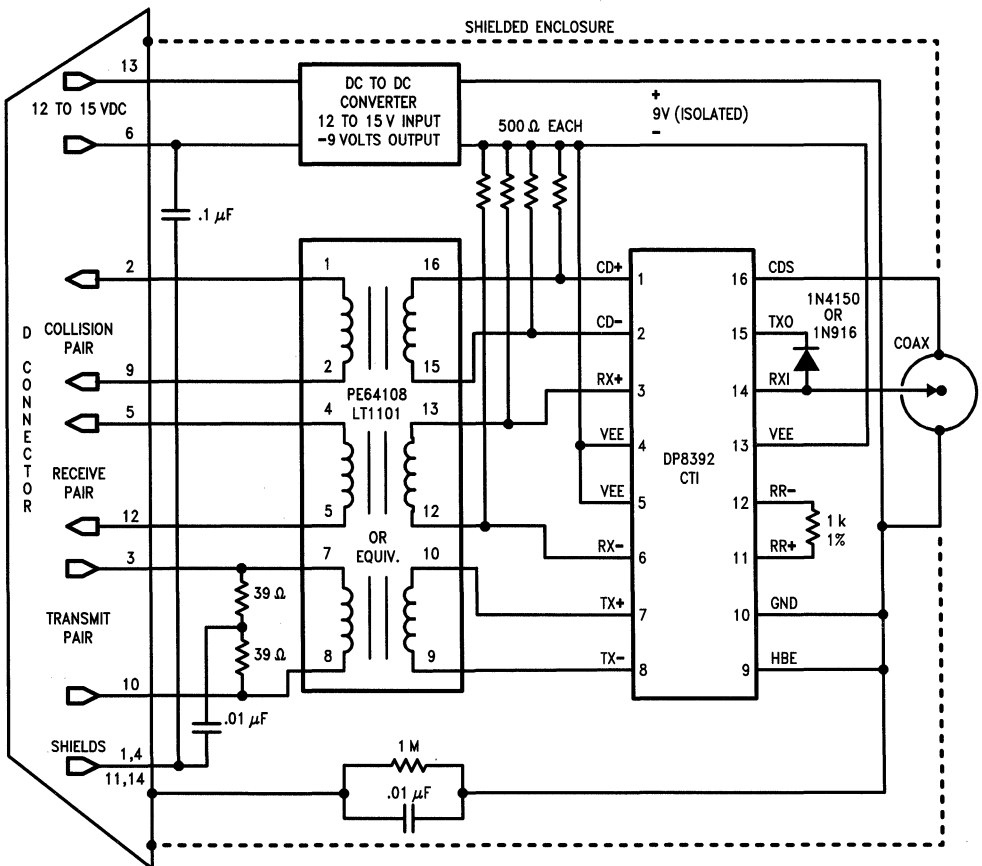 SHIELDED ENCLOSURE
13
12 TO 15 VDC
6
DC TO DC
CONVERTER
12 TO 15 V INPUT
-9 VOLTS OUTPUT
+
9V (ISOLATED)
-
500 Ω EACH
.1 µF
2
COLLISION
PAIR
9
5
RECEIVE
PAIR
12
3
TRANSMIT
PAIR
10
SHIELDS
1,4
11,14
D CONNECTOR
39 Ω
39 Ω
.01 µF
1
16
2
15
PE64108
LT1101
4
13
5
12
OR
EQUIV.
7
10
8
9
CD+
1
CD-
2
RX+
3
VEE
4
VEE
5
RX-
6
TX+
7
TX-
8
DP8392
CTI
16
CDS
15
TXO
14
RXI
13
VEE
12
RR-
11
RR+
10
GND
9
HBE
1N4150
OR
1N916
COAX
1 k
1%
1 M
.01 µF